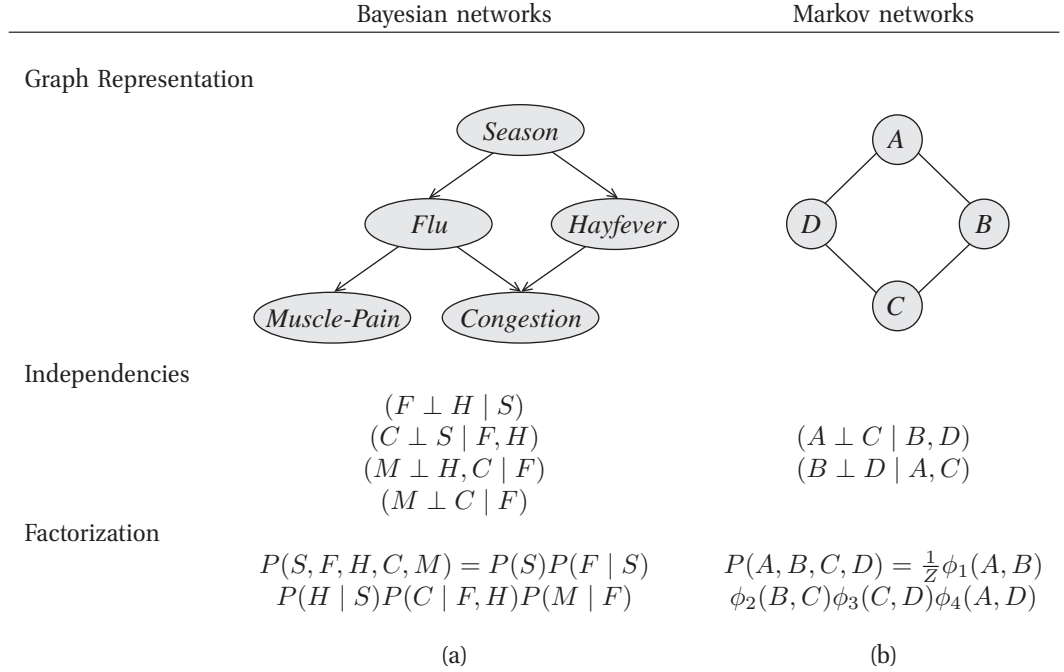 Bayesian networks Markov networks
Graph Representation
Season
Flu
Hayfever
Muscle-Pain
Congestion
A
D
B
C
Independencies
(F ⊥ H | S)
(C ⊥ S | F, H)
(M ⊥ H, C | F)
(M ⊥ C | F)
(A ⊥ C | B, D)
(B ⊥ D | A, C)
Factorization
P(S, F, H, C, M) = P(S)P(F | S)
P(H | S)P(C | F, H)P(M | F)
P(A, B, C, D) = 1/Z ϕ1(A, B)
ϕ2(B, C)ϕ3(C, D)ϕ4(A, D)
(a)
(b)